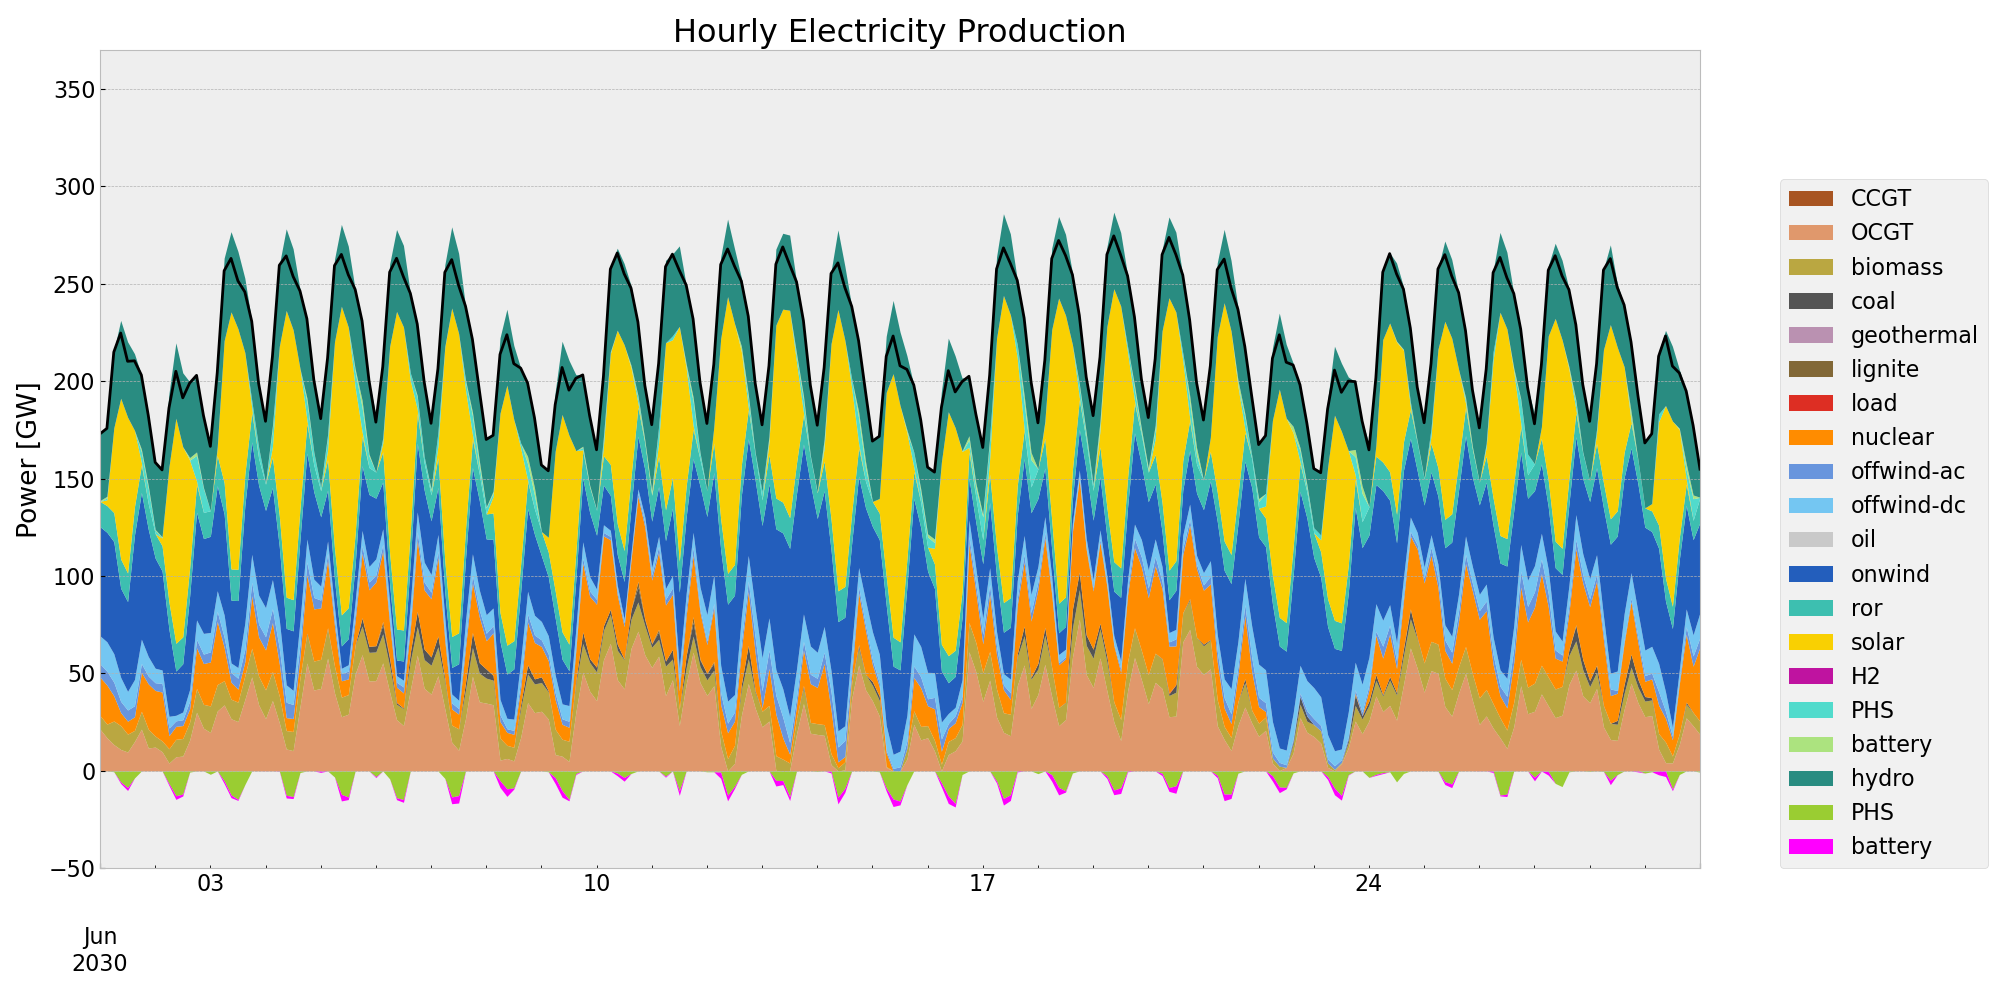 Hourly Electricity Production
Power [GW]
350
300
250
200
150
100
50
0
−50
03
10
17
24
Jun
2030
CCGT
OCGT
biomass
coal
geothermal
lignite
load
nuclear
offwind-ac
offwind-dc
oil
onwind
ror
solar
H2
PHS
battery
hydro
PHS
battery